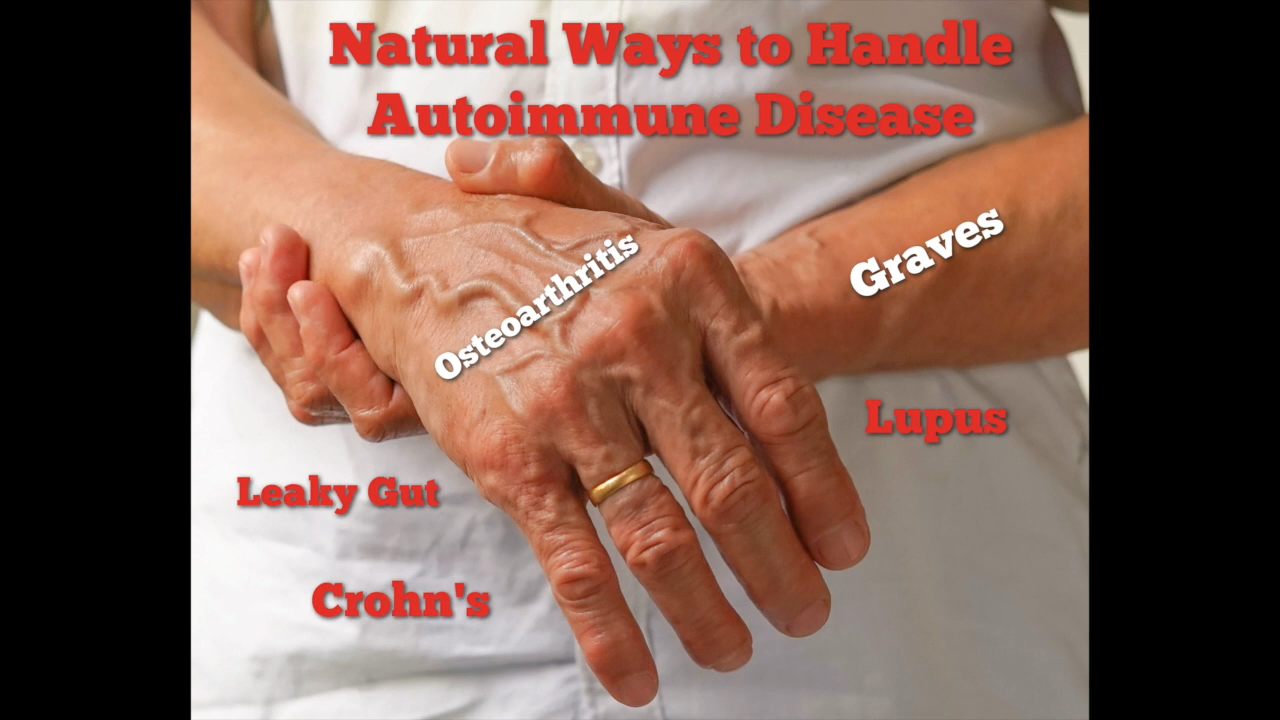 Natural Ways to Handle
Autoimmune Disease
Graves
Osteoarthritis
Lupus
Leaky Gut
Crohn's